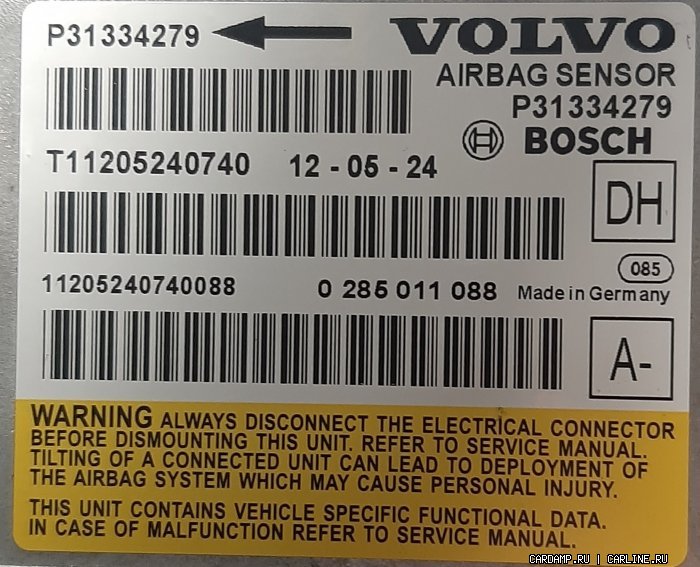 P31334279
VOLVO
AIRBAG SENSOR
P31334279
BOSCH
T11205240740 12 - 05 - 24
DH
085
11205240740088 0 285 011 088 Made in Germany
A-
WARNING ALWAYS DISCONNECT THE ELECTRICAL CONNECTOR
BEFORE DISMOUNTING THIS UNIT. REFER TO SERVICE MANUAL.
TILTING OF A CONNECTED UNIT CAN LEAD TO DEPLOYMENT OF
THE AIRBAG SYSTEM WHICH MAY CAUSE PERSONAL INJURY.
THIS UNIT CONTAINS VEHICLE SPECIFIC FUNCTIONAL DATA.
IN CASE OF MALFUNCTION REFER TO SERVICE MANUAL.
CARDAMP.RU | CARLINE.RU